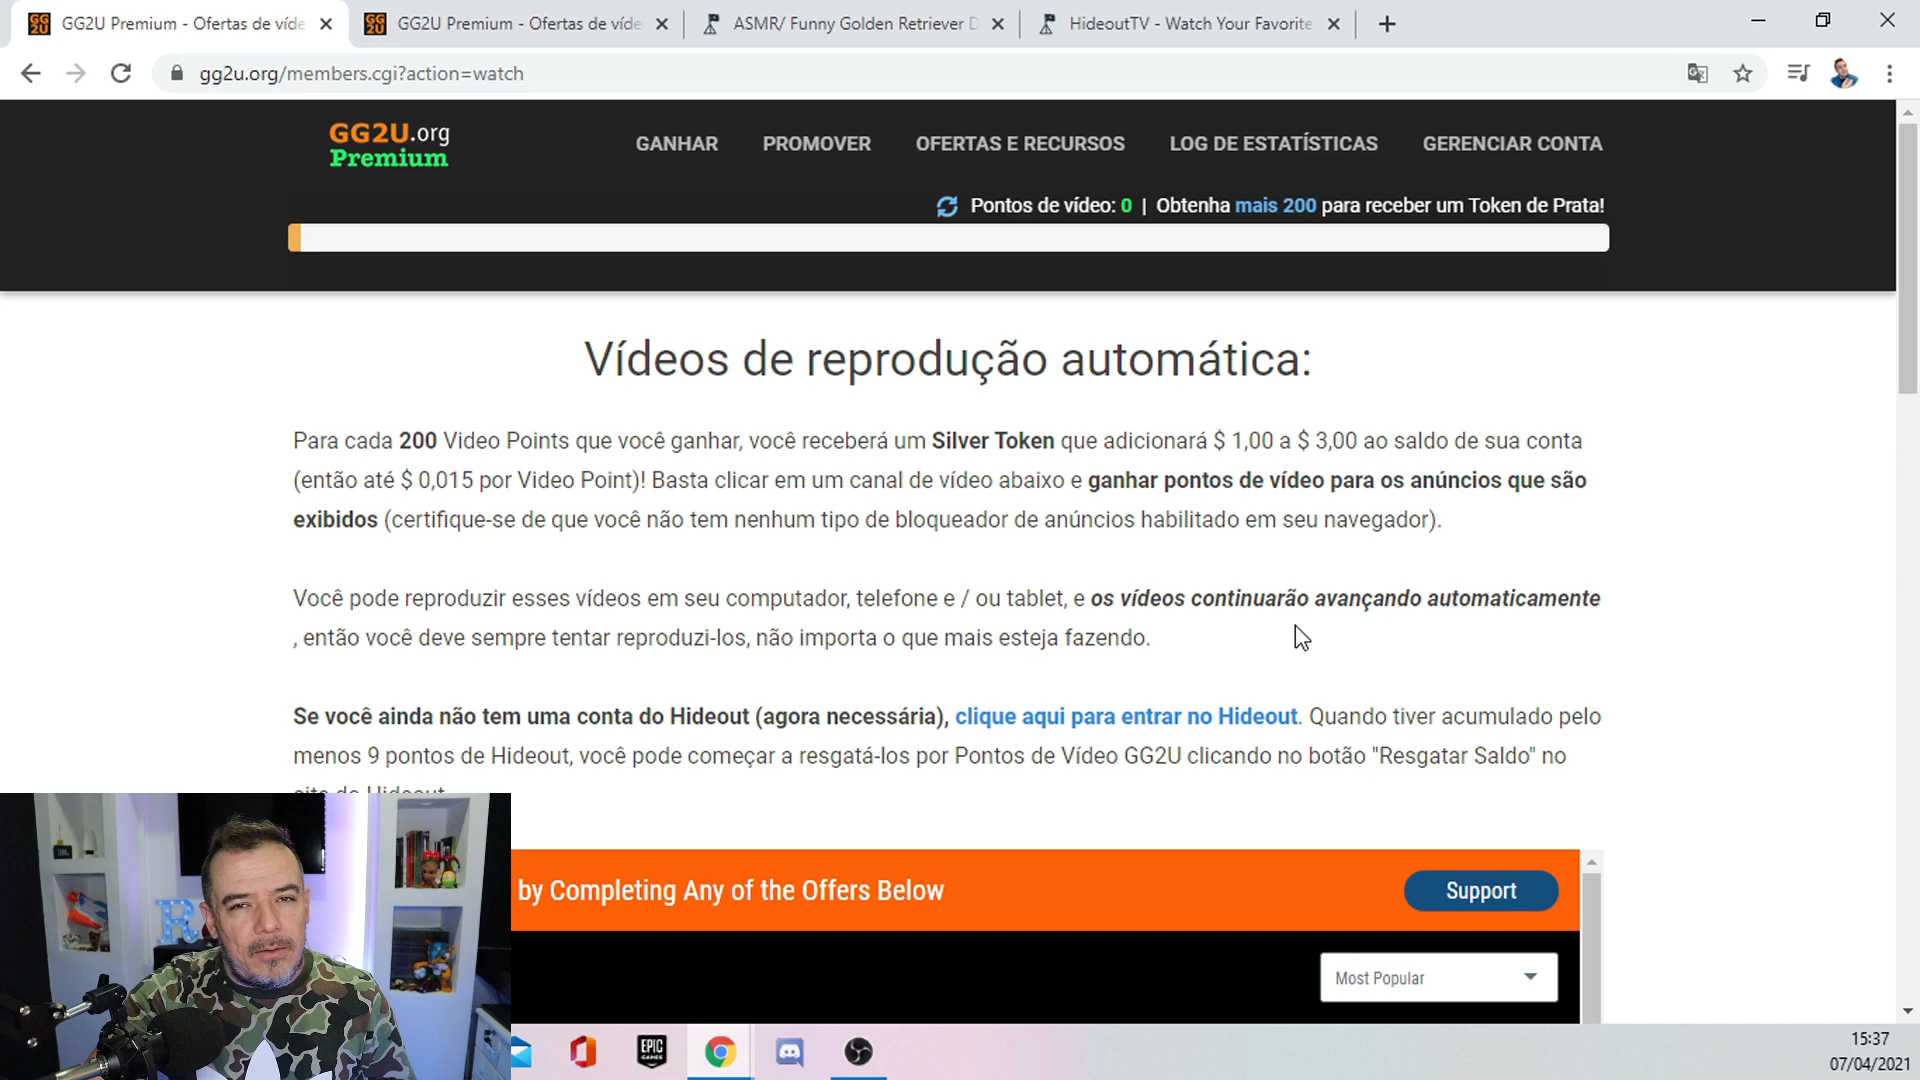 GG2U Premium - Ofertas de víde
GG2U Premium - Ofertas de víde
ASMR/ Funny Golden Retriever D
HideoutTV - Watch Your Favorite
gg2u.org/members.cgi?action=watch
GG2U.org
Premium
GANHAR
PROMOVER
OFERTAS E RECURSOS
LOG DE ESTATÍSTICAS
GERENCIAR CONTA
Pontos de vídeo: 0 | Obtenha mais 200 para receber um Token de Prata!
Vídeos de reprodução automática:
Para cada 200 Video Points que você ganhar, você receberá um Silver Token que adicionará $ 1,00 a $ 3,00 ao saldo de sua conta
(então até $ 0,015 por Video Point)! Basta clicar em um canal de vídeo abaixo e ganhar pontos de vídeo para os anúncios que são
exibidos (certifique-se de que você não tem nenhum tipo de bloqueador de anúncios habilitado em seu navegador).
Você pode reproduzir esses vídeos em seu computador, telefone e / ou tablet, e os vídeos continuarão avançando automaticamente
, então você deve sempre tentar reproduzi-los, não importa o que mais esteja fazendo.
Se você ainda não tem uma conta do Hideout (agora necessária), clique aqui para entrar no Hideout. Quando tiver acumulado pelo
menos 9 pontos de Hideout, você pode começar a resgatá-los por Pontos de Vídeo GG2U clicando no botão "Resgatar Saldo" no
site do Hideout.
by Completing Any of the Offers Below
Support
Most Popular
R
EPIC
GAMES
15:37
07/04/2021